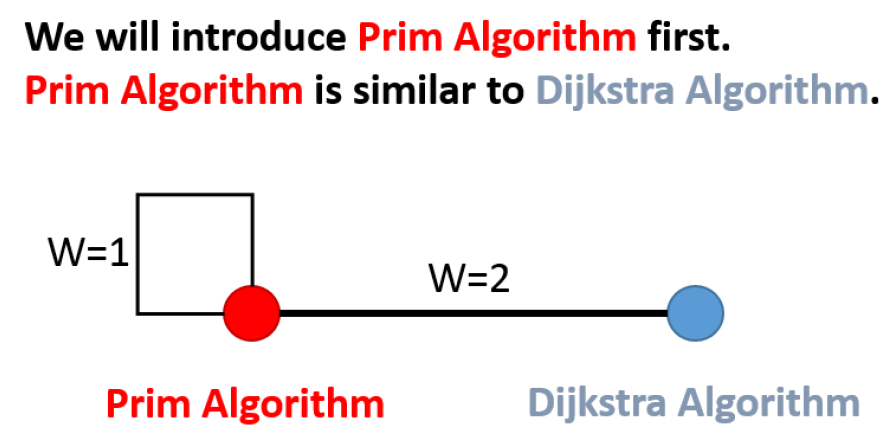 We will introduce Prim Algorithm first.
Prim Algorithm is similar to Dijkstra Algorithm.
W=1
W=2
Prim Algorithm
Dijkstra Algorithm